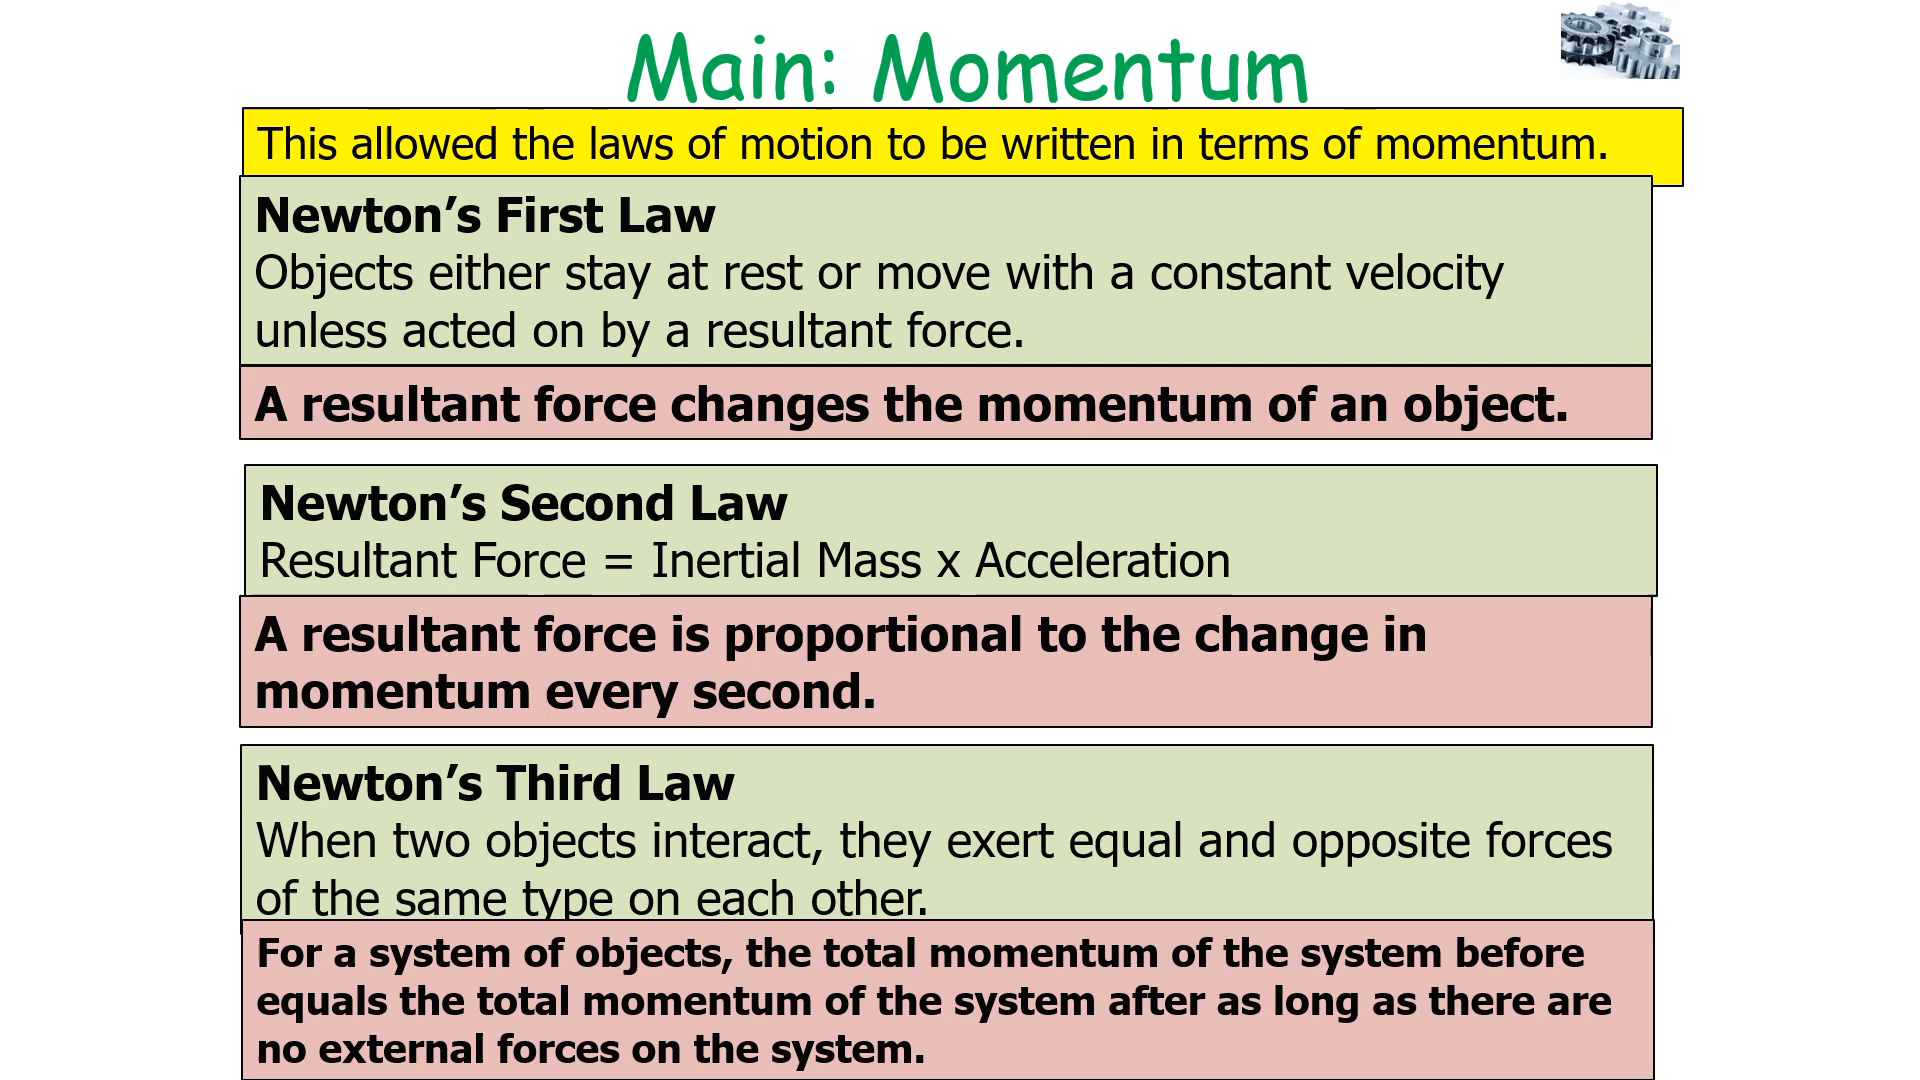 Main: Momentum
This allowed the laws of motion to be written in terms of momentum.
Newton’s First Law
Objects either stay at rest or move with a constant velocity
unless acted on by a resultant force.
A resultant force changes the momentum of an object.
Newton’s Second Law
Resultant Force = Inertial Mass x Acceleration
A resultant force is proportional to the change in
momentum every second.
Newton’s Third Law
When two objects interact, they exert equal and opposite forces
of the same type on each other.
For a system of objects, the total momentum of the system before
equals the total momentum of the system after as long as there are
no external forces on the system.